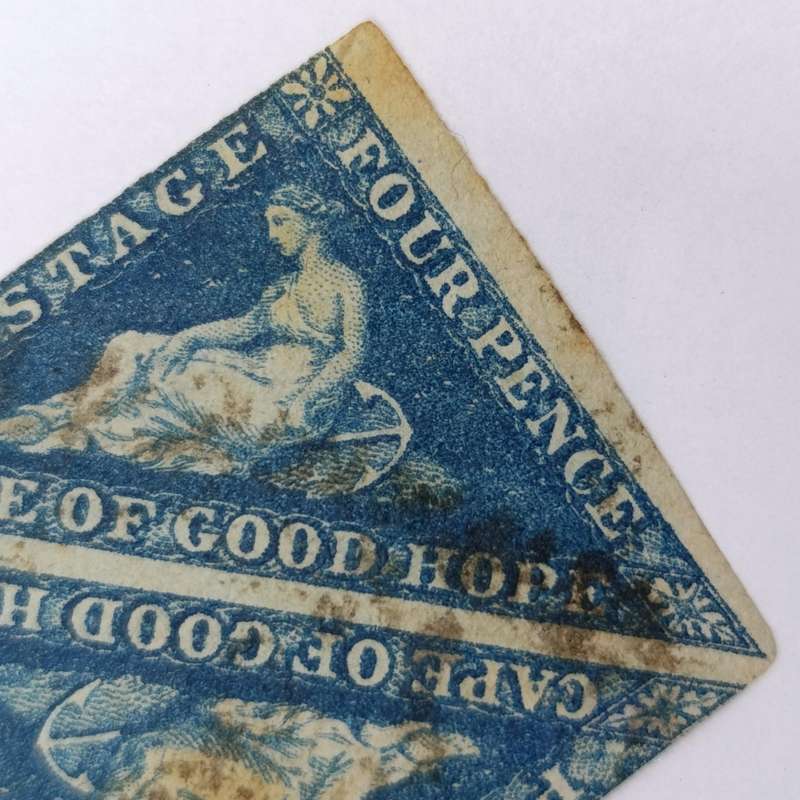 STAGE
FOUR PENCE
E OF GOOD HOPE
CAPE OF GOOD H